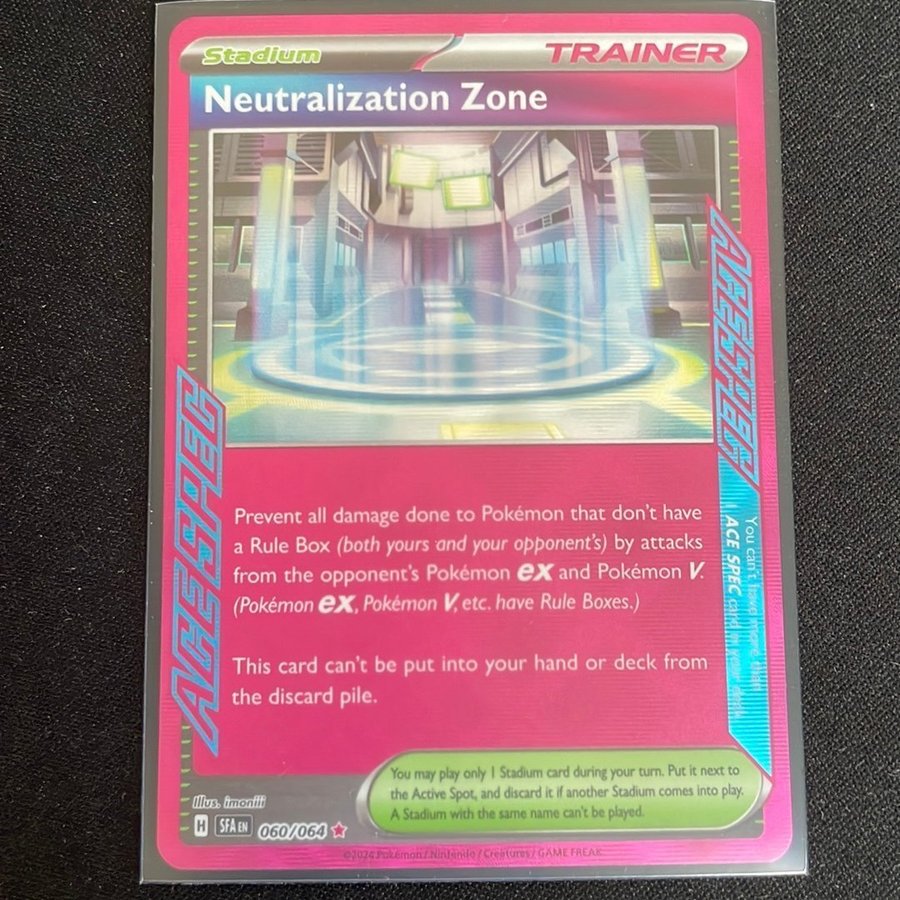 Stadium TRAINER
Neutralization Zone
ACE SPEC
ACE SPEC
Prevent all damage done to Pokémon that don't have
a Rule Box (both yours and your opponent's) by attacks
from the opponent's Pokémon ex and Pokémon V.
(Pokémon ex, Pokémon V, etc. have Rule Boxes.)
You can't have more than 1
ACE SPEC card in your deck.
This card can't be put into your hand or deck from
the discard pile.
You may play only 1 Stadium card during your turn. Put it next to
the Active Spot, and discard it if another Stadium comes into play.
A Stadium with the same name can't be played.
Illus. imoniii
H SFA EN 060/064
©2024 Pokémon / Nintendo / Creatures / GAME FREAK